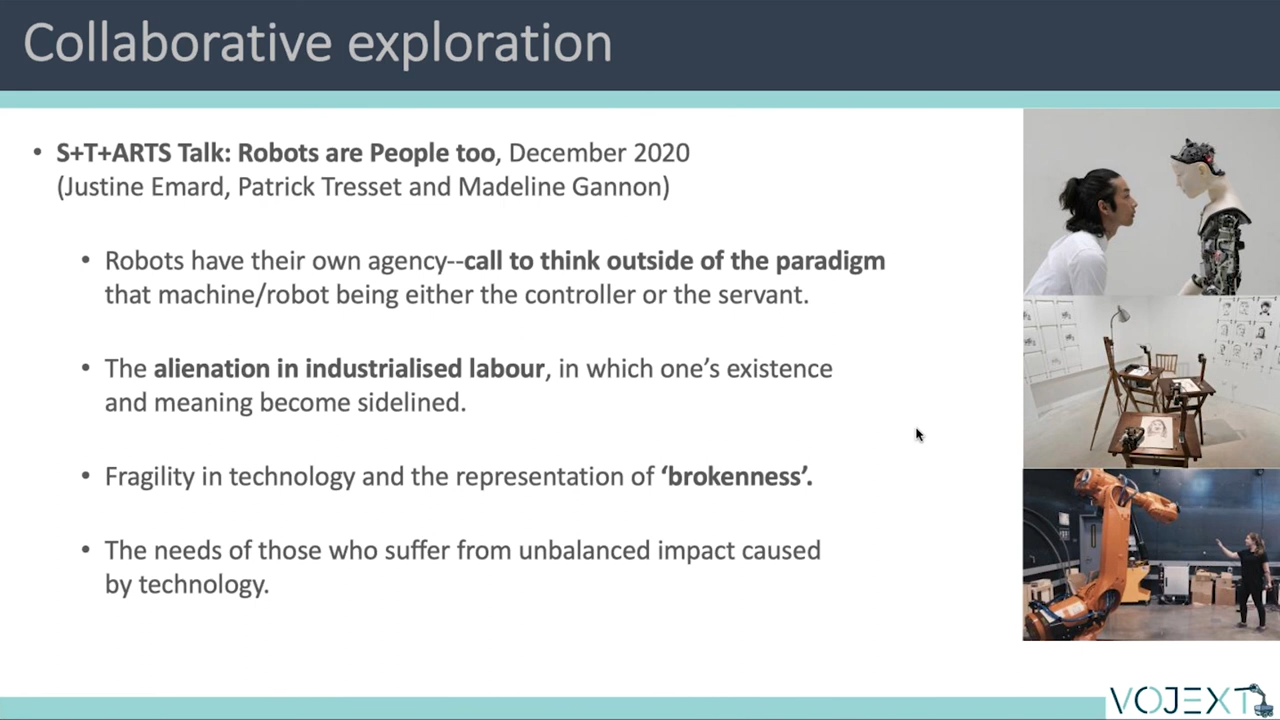 Collaborative exploration
• S+T+ARTS Talk: Robots are People too, December 2020
(Justine Emard, Patrick Tresset and Madeline Gannon)
• Robots have their own agency--call to think outside of the paradigm
that machine/robot being either the controller or the servant.
• The alienation in industrialised labour, in which one’s existence
and meaning become sidelined.
• Fragility in technology and the representation of ‘brokenness’.
• The needs of those who suffer from unbalanced impact caused
by technology.
VOJEXT